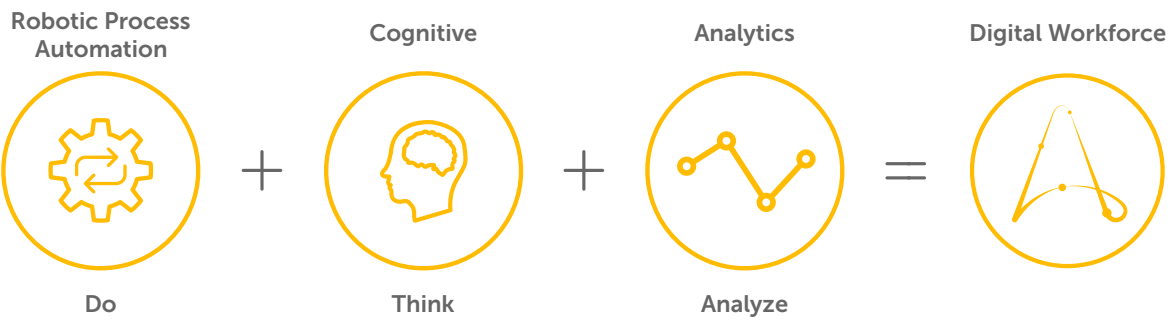 Robotic Process
Automation
Cognitive
Analytics
Digital Workforce
+
+
=
Do
Think
Analyze